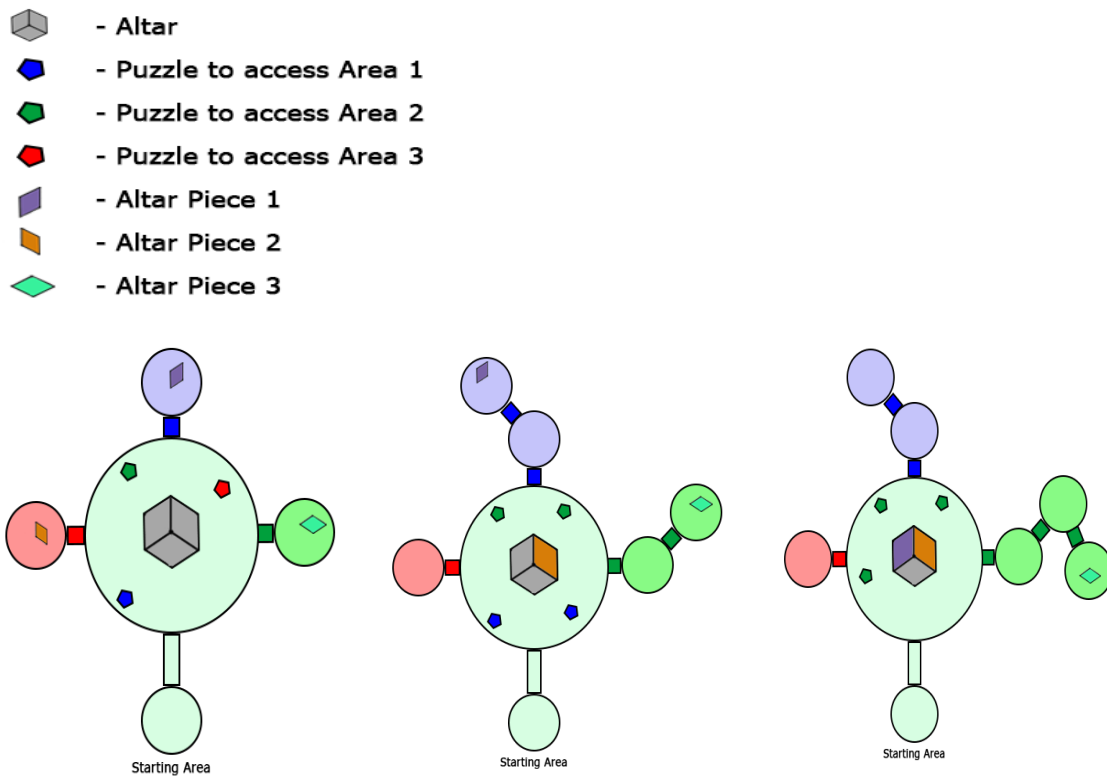 - Altar
- Puzzle to access Area 1
- Puzzle to access Area 2
- Puzzle to access Area 3
- Altar Piece 1
- Altar Piece 2
- Altar Piece 3
Starting Area
Starting Area
Starting Area